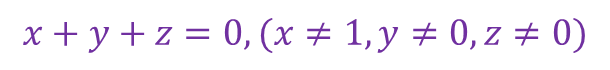 x + y + z = 0, (x ≠ 1, y ≠ 0, z ≠ 0)